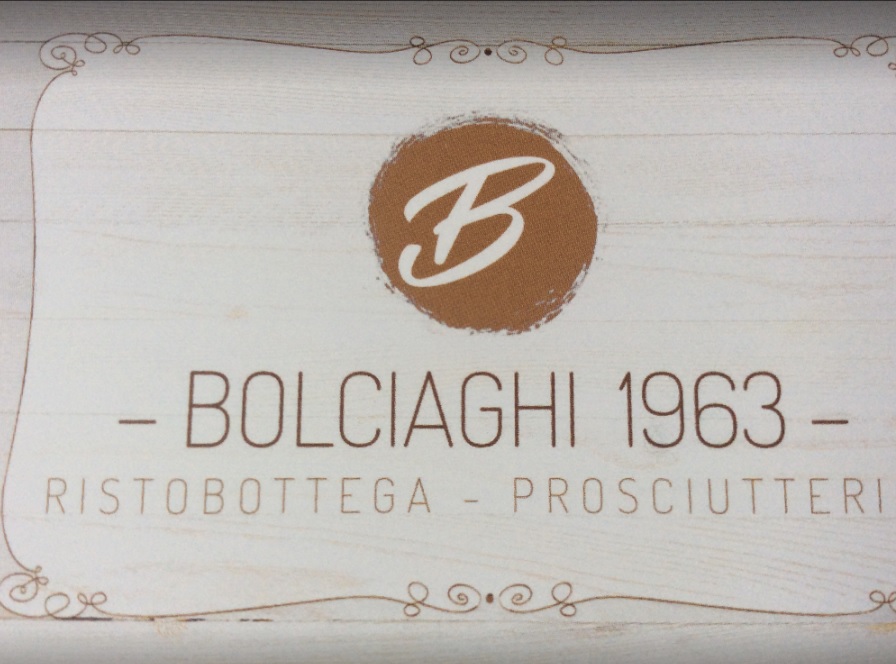 B
– BOLCIAGHI 1963 –
RISTOBOTTEGA - PROSCIUTTERI